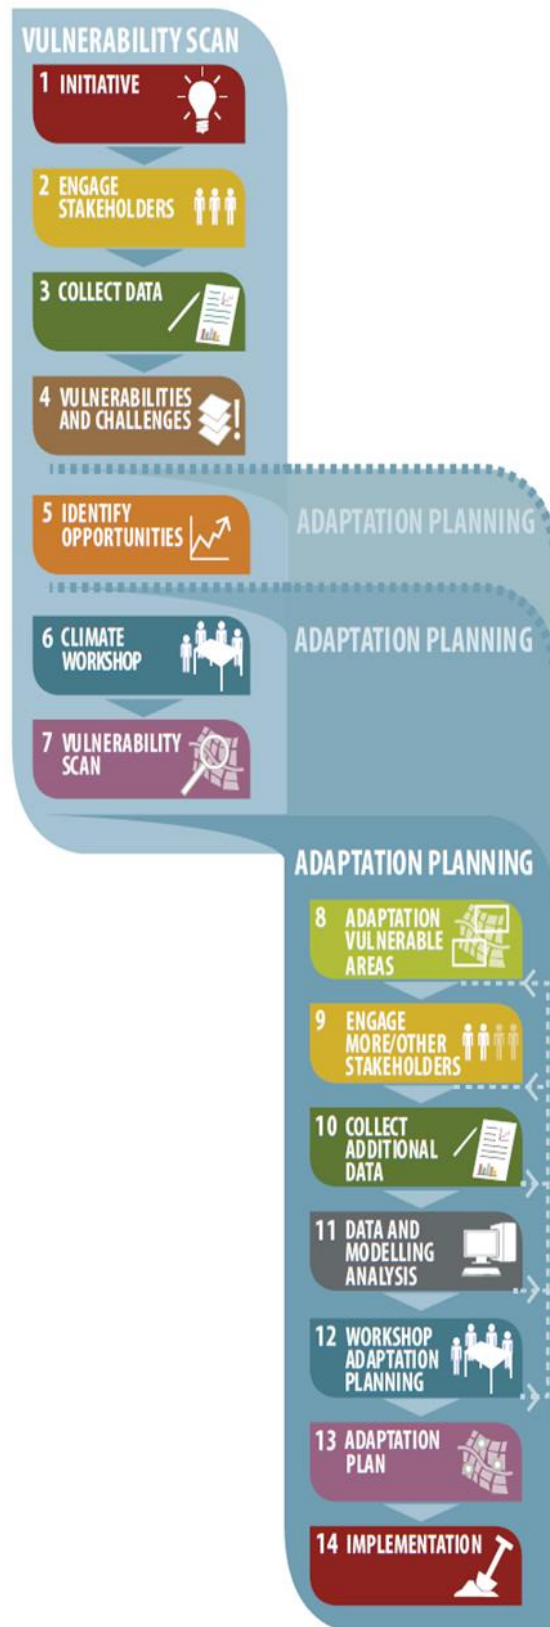 VULNERABILITY SCAN
1 INITIATIVE
2 ENGAGE
STAKEHOLDERS
3 COLLECT DATA
4 VULNERABILITIES
AND CHALLENGES
5 IDENTIFY
OPPORTUNITIES
ADAPTATION PLANNING
6 CLIMATE
WORKSHOP
ADAPTATION PLANNING
7 VULNERABILITY
SCAN
ADAPTATION PLANNING
8 ADAPTATION
VULNERABLE
AREAS
9 ENGAGE
MORE/OTHER
STAKEHOLDERS
10 COLLECT
ADDITIONAL
DATA
11 DATA AND
MODELLING
ANALYSIS
12 WORKSHOP
ADAPTATION
PLANNING
13 ADAPTATION
PLAN
14 IMPLEMENTATION